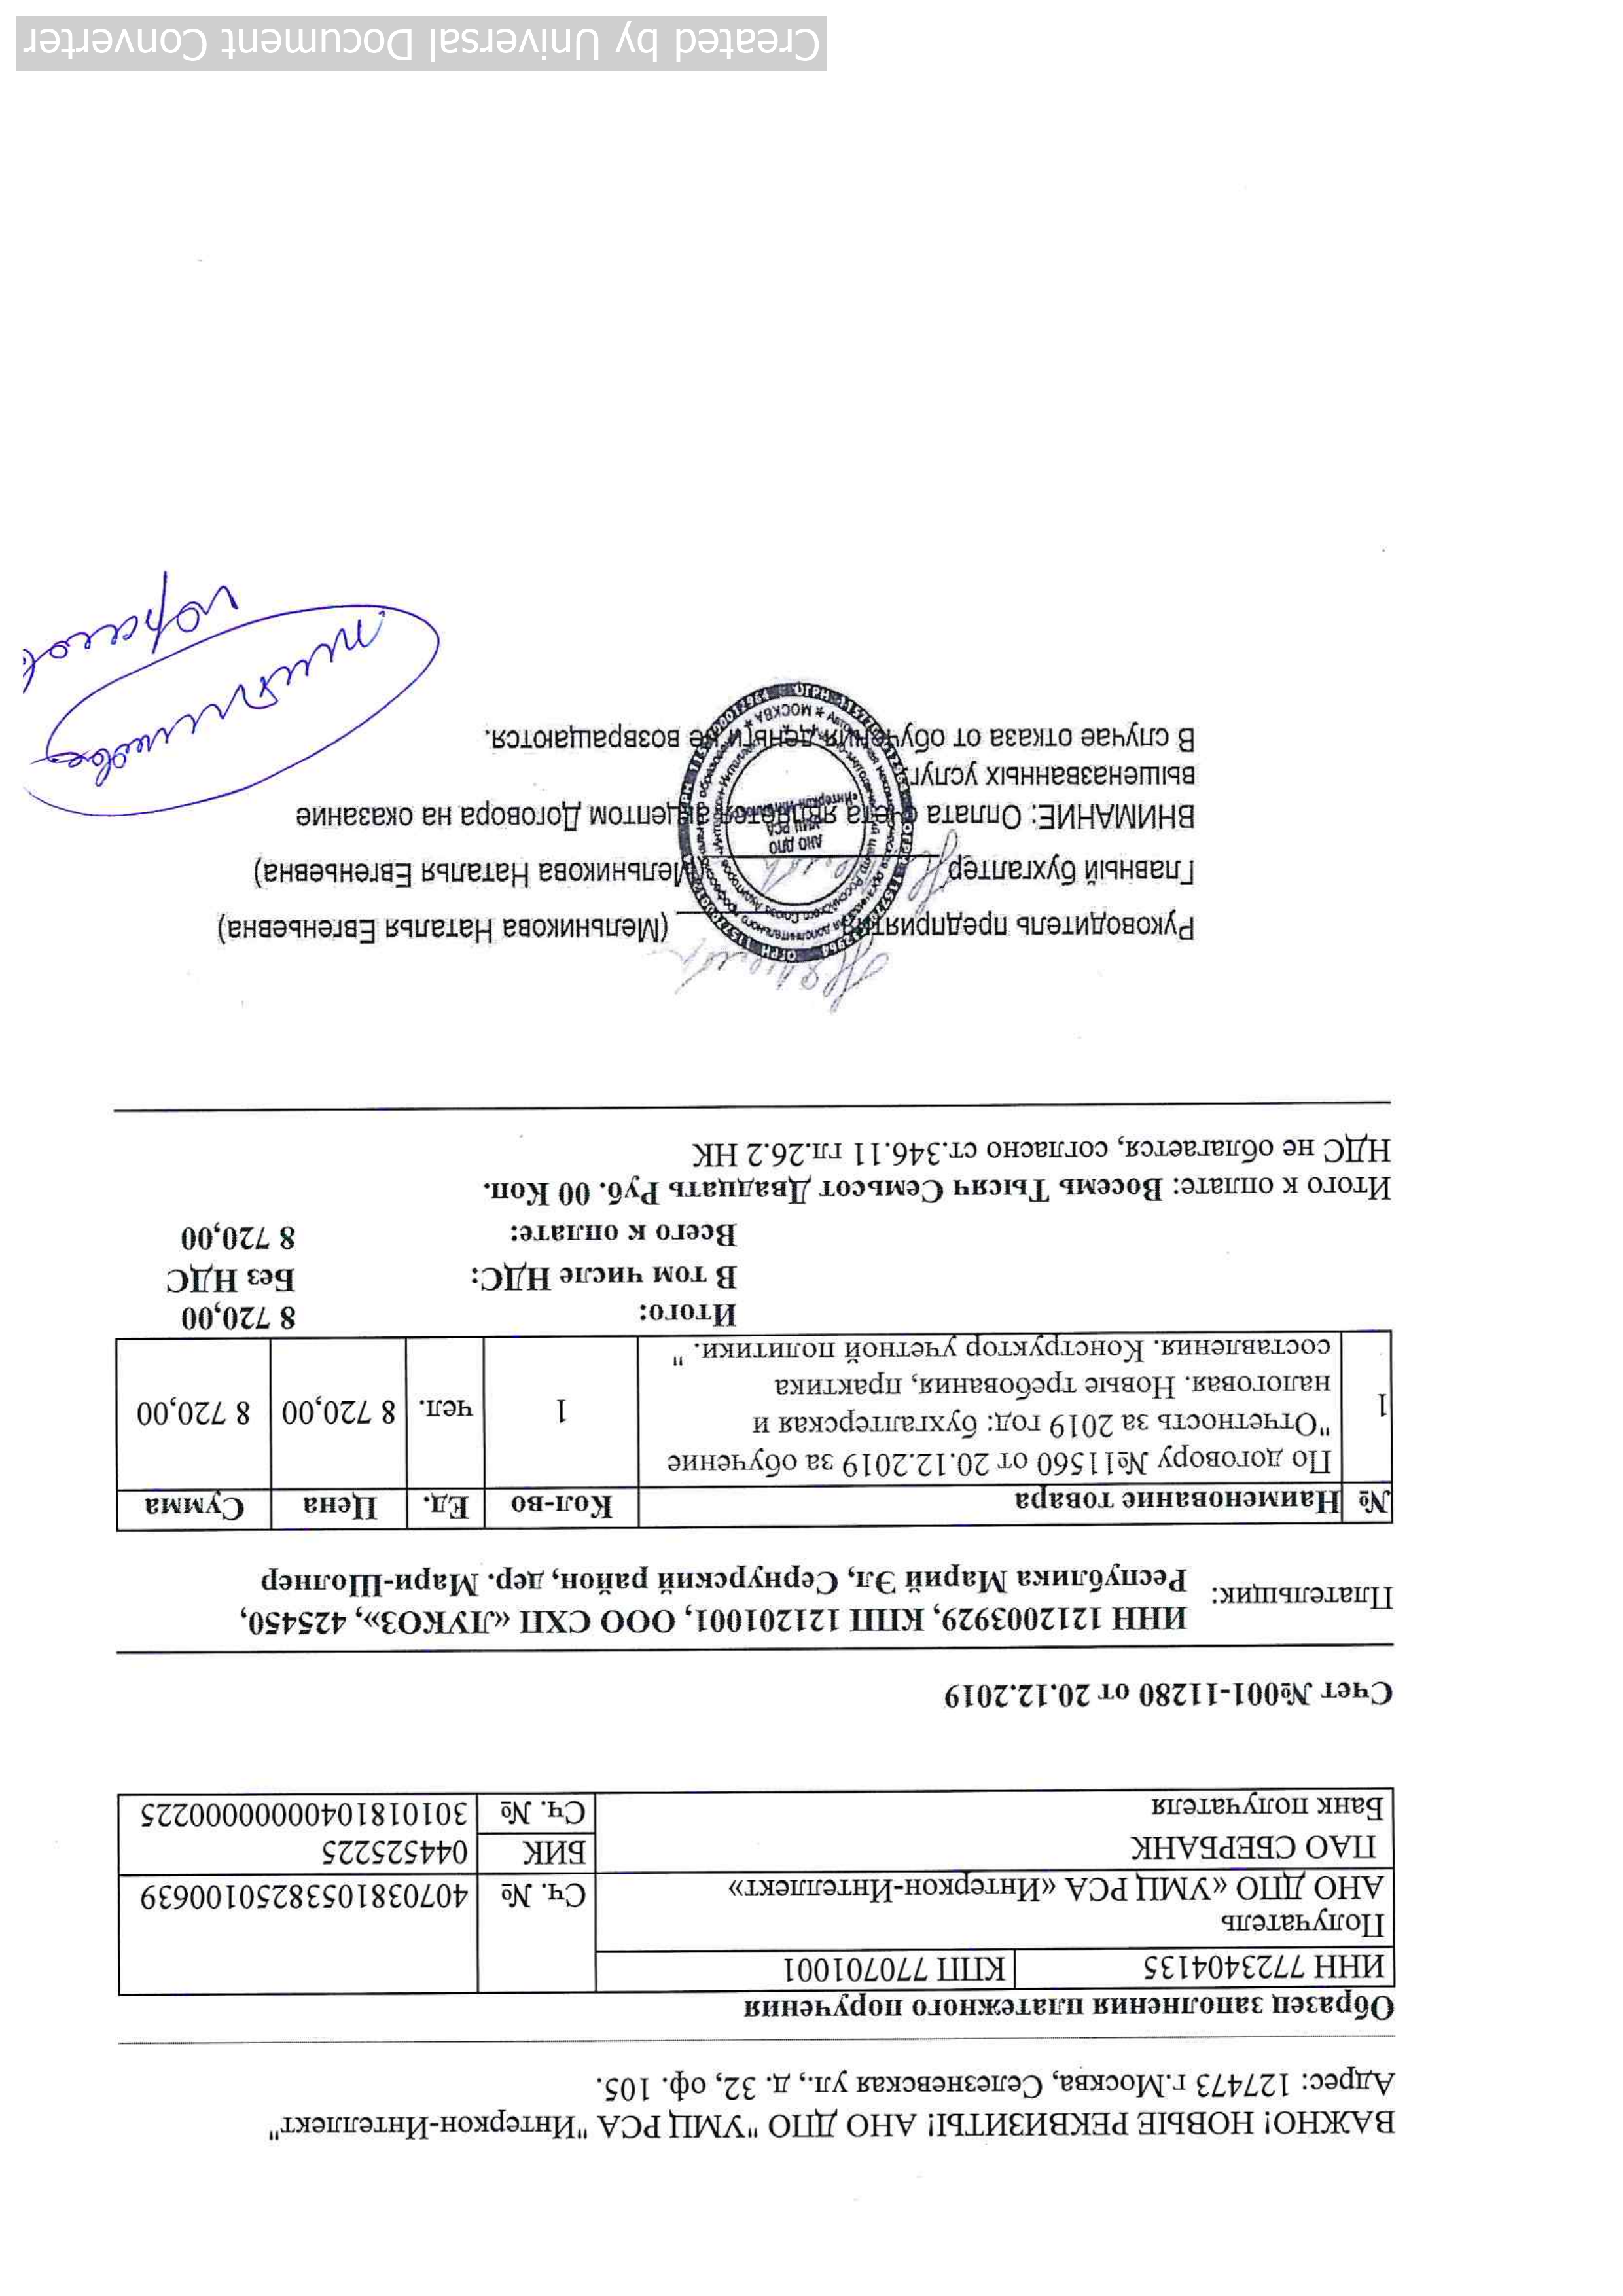 ВАЖНО! НОВЫЕ РЕКВИЗИТЫ! АНО ДПО "УМЦ РСА "Интеркон-Интеллект"
Адрес: 127473 г.Москва, Селезневская ул., д. 32, оф. 105.
Образец заполнения платежного поручения
ИНН 7723404135 КПП 770701001
Получатель
АНО ДПО «УМЦ РСА «Интеркон-Интеллект» Сч. № 40703810538250100639
ПАО СБЕРБАНК БИК 044525225
Банк получателя Сч. № 30101810400000000225
Счет №001-11280 от 20.12.2019
Плательщик: ИНН 1212003929, КПП 121201001, ООО СХП «ЛУКОЗ», 425450,
Республика Марий Эл, Сернурский район, дер. Мари-Шолнер
№ Наименование товара Кол-во Ед. Цена Сумма
1 По договору №11560 от 20.12.2019 за обучение
"Отчетность за 2019 год: бухгалтерская и
налоговая. Новые требования, практика
составления. Конструктор учетной политики. " 1 чел. 8 720,00 8 720,00
Итого: 8 720,00
В том числе НДС: Без НДС
Всего к оплате: 8 720,00
Итого к оплате: Восемь Тысяч Семьсот Двадцать Руб. 00 Коп.
НДС не облагается, согласно ст.346.11 гл.26.2 НК
Руководитель предприятия (Мельникова Наталья Евгеньевна)
Главный бухгалтер (Мельникова Наталья Евгеньевна)
ВНИМАНИЕ: Оплата счета является акцептом Договора на оказание
вышеназванных услуг
В случае отказа от обучения деньги не возвращаются.
АНО ДПО
УМЦ РСА
МОСКВА
Created by Universal Document Converter